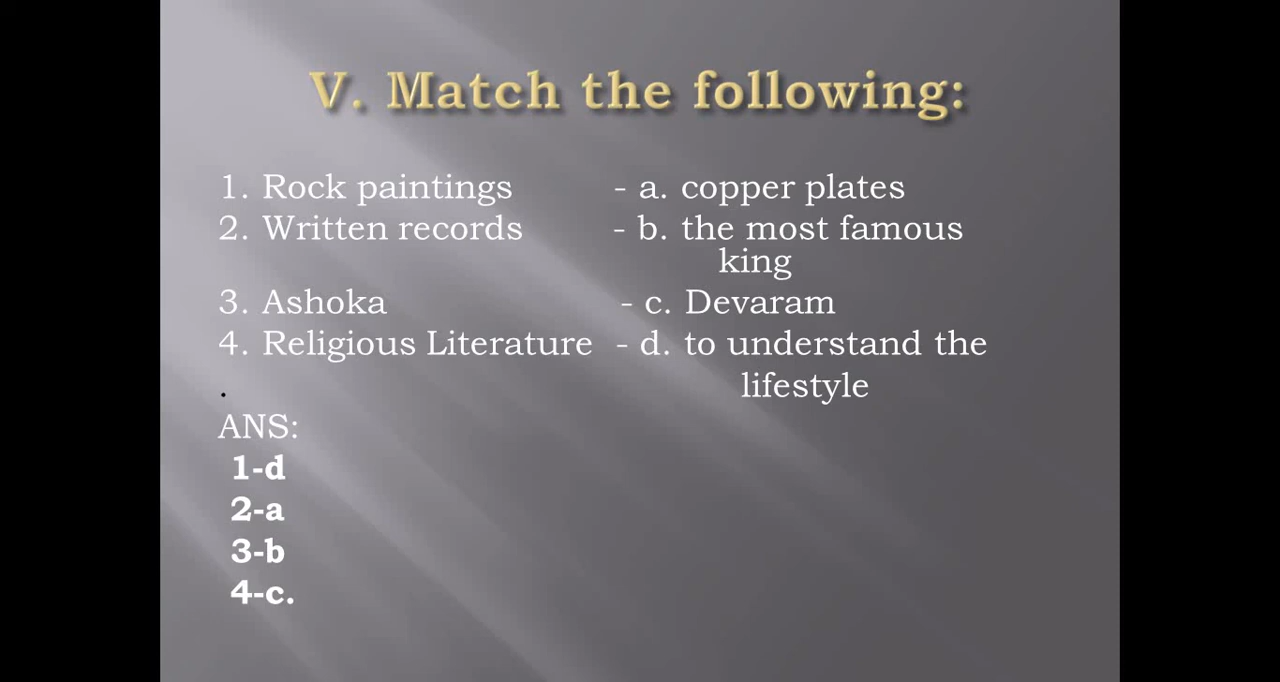 V. Match the following:
1. Rock paintings - a. copper plates
2. Written records - b. the most famous
king
3. Ashoka - c. Devaram
4. Religious Literature - d. to understand the
. lifestyle
ANS:
1-d
2-a
3-b
4-c.